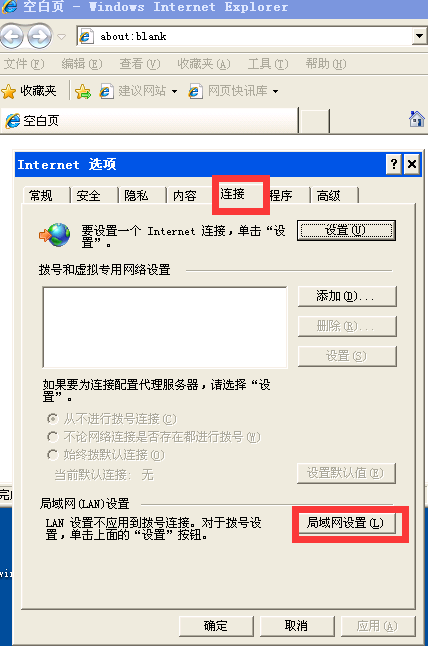 空白页 - Windows Internet Explorer
about:blank
文件(F) 编辑(E) 查看(V) 收藏夹(A) 工具(T) 帮助(H)
收藏夹 建议网站 网页快讯库
空白页
Internet 选项
常规 安全 隐私 内容 连接 程序 高级
要设置一个 Internet 连接,单击“设
置”。
设置(U)
拨号和虚拟专用网络设置
添加(D)...
删除(R)...
设置(S)
如果要为连接配置代理服务器,请选择“设
置”。
从不进行拨号连接(C)
不论网络连接是否存在都进行拨号(W)
始终拨默认连接(O)
当前默认连接: 无
设置默认值(E)
局域网(LAN)设置
LAN 设置不应用到拨号连接。对于拨号设
置,单击上面的“设置”按钮。
局域网设置(L)
确定 取消 应用(A)